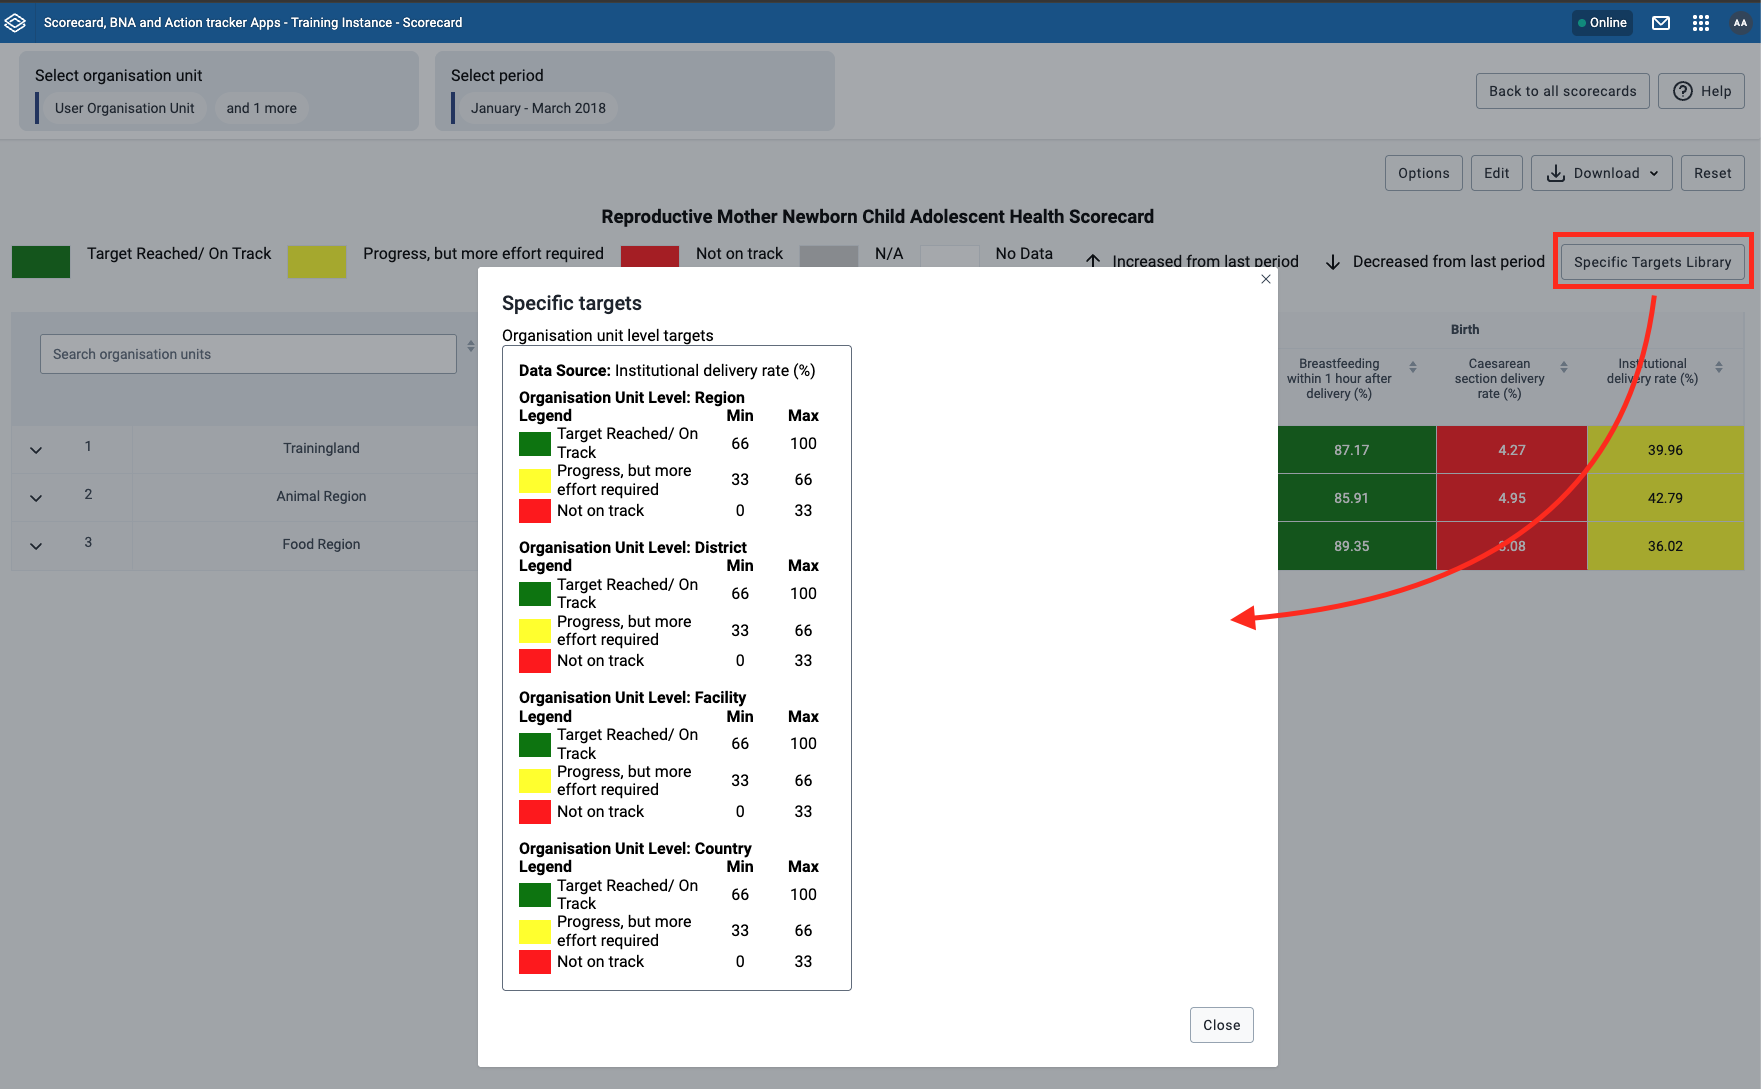 Scorecard, BNA and Action tracker Apps - Training Instance - Scorecard
Online
AA
Select organisation unit
User Organisation Unit
and 1 more
Select period
January - March 2018
Back to all scorecards
Help
Options
Edit
Download
Reset
Reproductive Mother Newborn Child Adolescent Health Scorecard
Target Reached/ On Track
Progress, but more effort required
Not on track
N/A
No Data
Increased from last period
Decreased from last period
Specific Targets Library
Search organisation units
Birth
Breastfeeding
within 1 hour after
delivery (%)
Caesarean
section delivery
rate (%)
Institutional
delivery rate (%)
1 Trainingland 87.17 4.27 39.96
2 Animal Region 85.91 4.95 42.79
3 Food Region 89.35 .08 36.02
Specific targets
Organisation unit level targets
Data Source: Institutional delivery rate (%)
Organisation Unit Level: Region
Legend Min Max
Target Reached/ On
Track
66 100
Progress, but more
effort required
33 66
Not on track 0 33
Organisation Unit Level: District
Legend Min Max
Target Reached/ On
Track
66 100
Progress, but more
effort required
33 66
Not on track 0 33
Organisation Unit Level: Facility
Legend Min Max
Target Reached/ On
Track
66 100
Progress, but more
effort required
33 66
Not on track 0 33
Organisation Unit Level: Country
Legend Min Max
Target Reached/ On
Track
66 100
Progress, but more
effort required
33 66
Not on track 0 33
Close